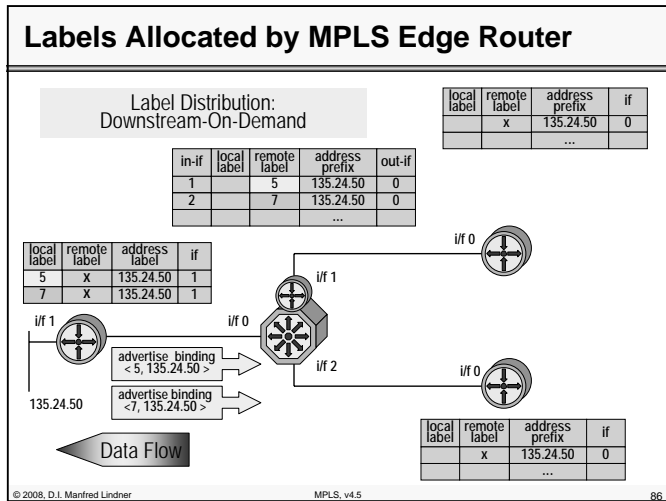 Labels Allocated by MPLS Edge Router
Label Distribution:
Downstream-On-Demand
local label remote label address prefix if
x 135.24.50 0
...
in-if local label remote label address prefix out-if
1 5 135.24.50 0
2 7 135.24.50 0
...
local label remote label address label if
5 x 135.24.50 1
7 x 135.24.50 1
i/f 0
i/f 1
i/f 1
i/f 0
advertise binding
< 5, 135.24.50 >
i/f 2
i/f 0
advertise binding
<7, 135.24.50 >
135.24.50
Data Flow
local label remote label address prefix if
x 135.24.50 0
...
© 2008, D.I. Manfred Lindner
MPLS, v4.5
86